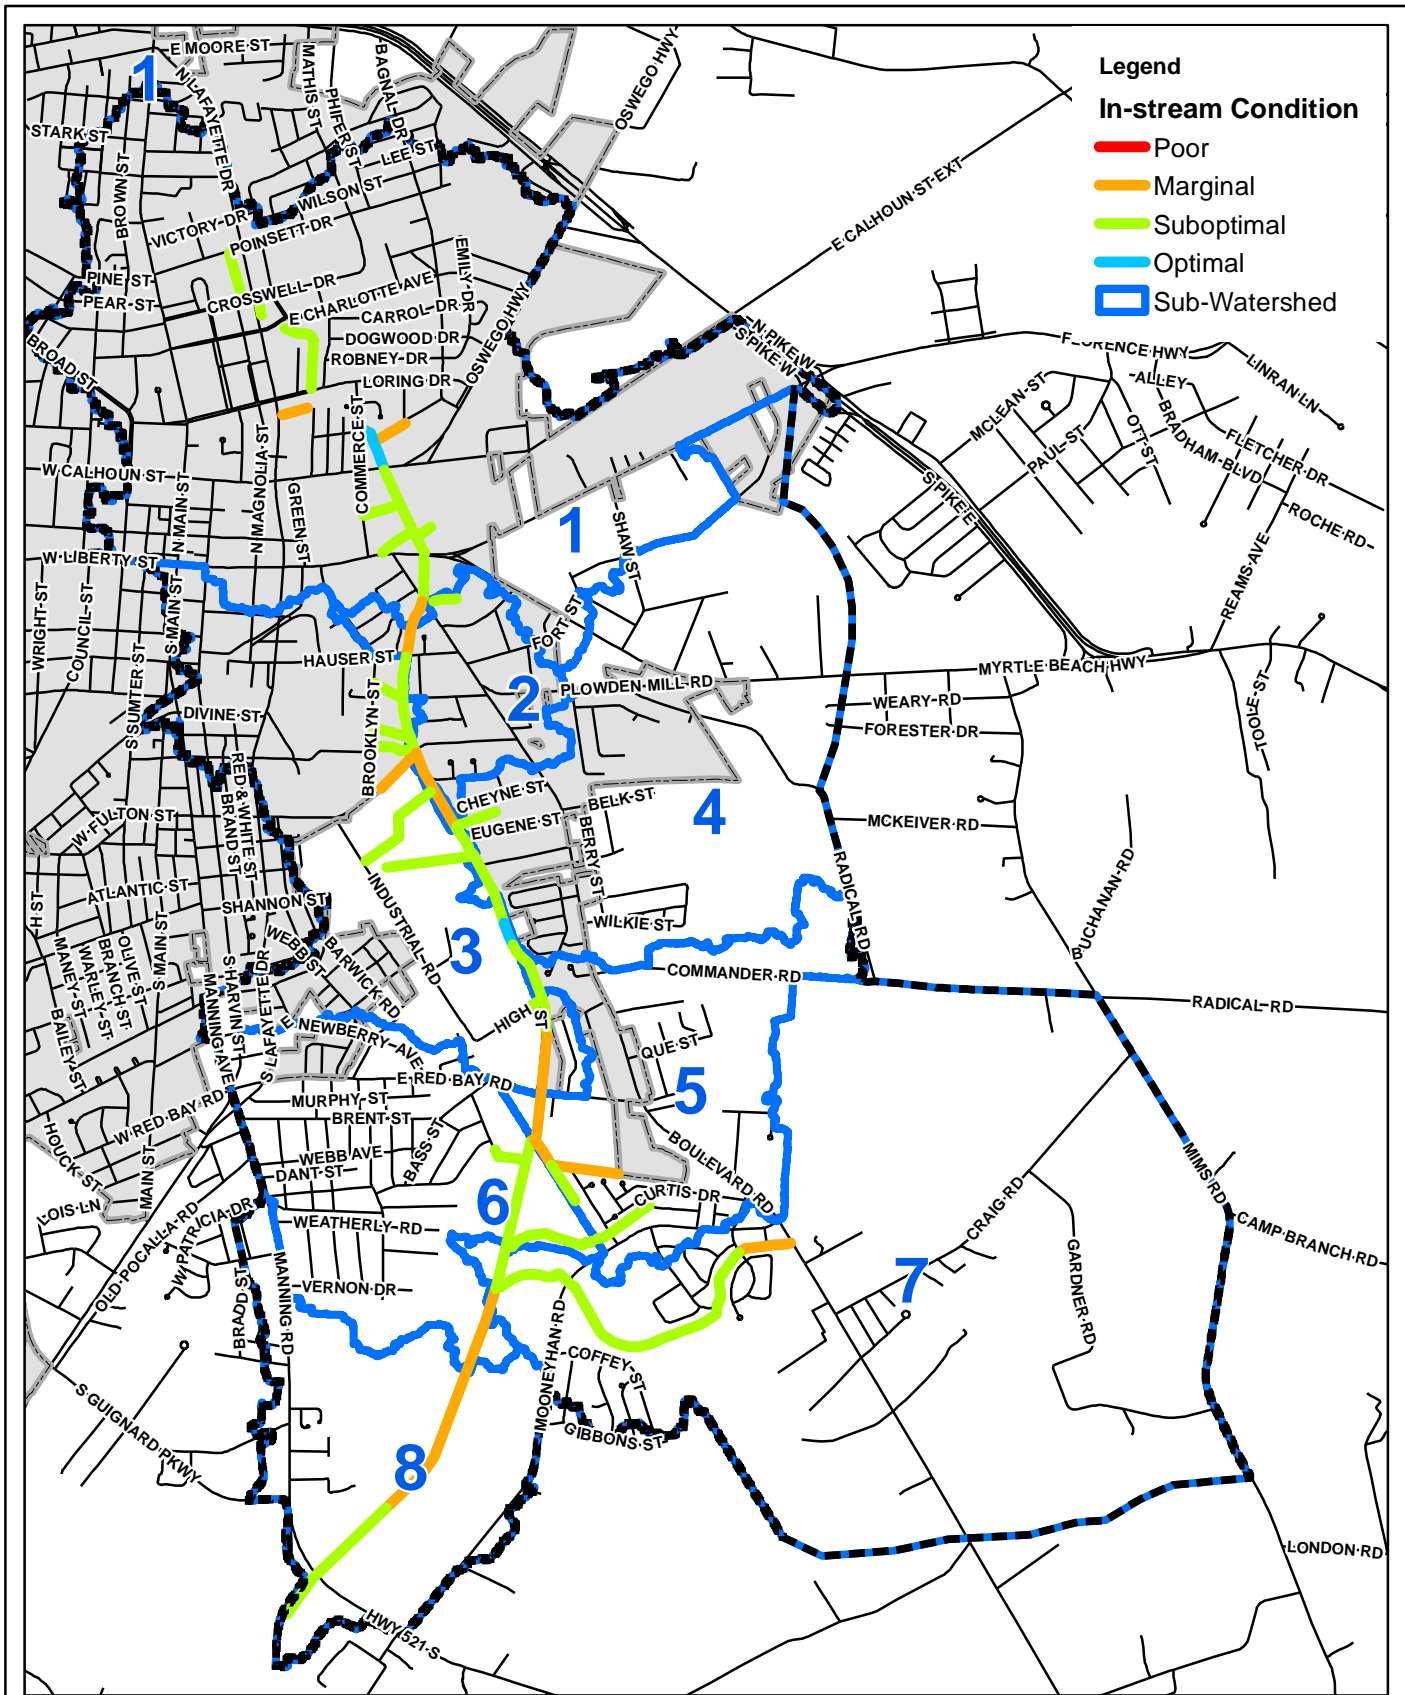 Legend
In-stream Condition
Poor
Marginal
Suboptimal
Optimal
Sub-Watershed
E MOORE ST
1
N LAFAYETTE DR
MATHIS ST
PHIFER ST
BAGNAL DR
LEE ST
OSWEGO HWY
STARK ST
BROWN ST
WILSON ST
VICTORY DR
POINSETT DR
E CALHOUN ST EXT
PINE ST
PEAR ST
CROSSWELL DR
E CHARLOTTE AVE
EMILY DR
CARROL DR
DOGWOOD DR
ROBNEY DR
LORING DR
OSWEGO HWY
BROAD ST
N PIKE W
S PIKE W
FLORENCE HWY
LINRAN LN
ALLEY
MCLEAN ST
OTT ST
BRADHAM BLVD
FLETCHER DR
PAUL ST
ROCHE RD
S PIKE E
REAMS AVE
W CALHOUN ST
N MAIN ST
N MAGNOLIA ST
GREEN ST
COMMERCE ST
1
SHAW ST
W LIBERTY ST
WRIGHT ST
COUNCIL ST
S MAIN ST
S SUMTER ST
HAUSER ST
FORT ST
2
PLOWDEN MILL RD
MYRTLE BEACH HWY
WEARY RD
FORESTER DR
TOOLE ST
DIVINE ST
BROOKLYN ST
RED & WHITE ST
BRAND ST
CHEYNE ST
BELK ST
EUGENE ST
BERRY ST
4
MCKEIVER RD
W FULTON ST
RADICAL RD
BUCHANAN RD
ATLANTIC ST
SHANNON ST
INDUSTRIAL RD
H ST
MANEY ST
WARLEY ST
BRANCH ST
OLIVE ST
S MAIN ST
WEBB ST
BARWICK RD
WILKIE ST
3
COMMANDER RD
RADICAL RD
BAILEY ST
MANNING AVE
S HARVIN ST
S LAFAYETTE DR
E NEWBERRY AVE
HIGH ST
QUE ST
5
E RED BAY RD
W RED BAY RD
MURPHY ST
BRENT ST
BASS ST
WEBB AVE
DANT ST
HOUCK ST
MAIN ST
BOULEVARD RD
CURTIS DR
MIMS RD
LOIS LN
OLD POCALLA RD
W PATRICIA DR
WEATHERLY RD
6
CRAIG RD
GARDNER RD
CAMP BRANCH RD
7
VERNON DR
BRADD ST
MANNING RD
MOONEYHAN RD
COFFEY ST
GIBBONS ST
S GUIGNARD PKWY
8
LONDON RD
HWY 521 S